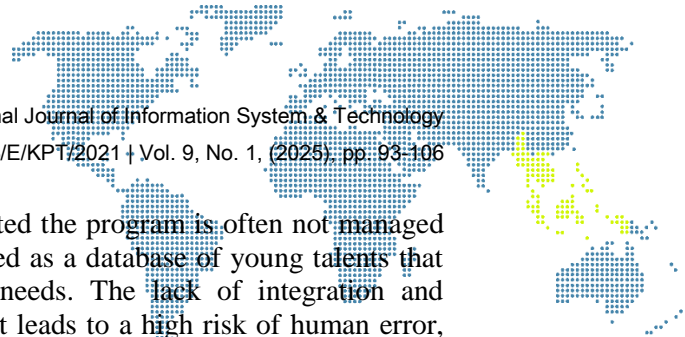 nal Journal of Information System & Technology
/E/KPT/2021 | Vol. 9, No. 1, (2025), pp. 93-106
ted the program is often not managed
ed as a database of young talents that
needs. The lack of integration and
t leads to a high risk of human error,